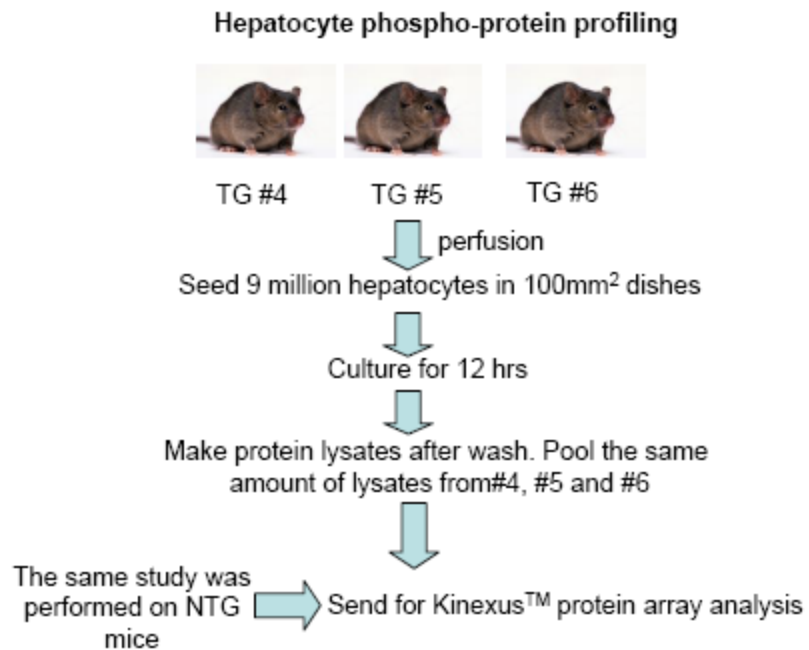 Hepatocyte phospho-protein profiling
TG #4 TG #5 TG #6
perfusion
Seed 9 million hepatocytes in 100mm² dishes
Culture for 12 hrs
Make protein lysates after wash. Pool the same
amount of lysates from#4, #5 and #6
The same study was
performed on NTG
mice
Send for Kinexus™ protein array analysis